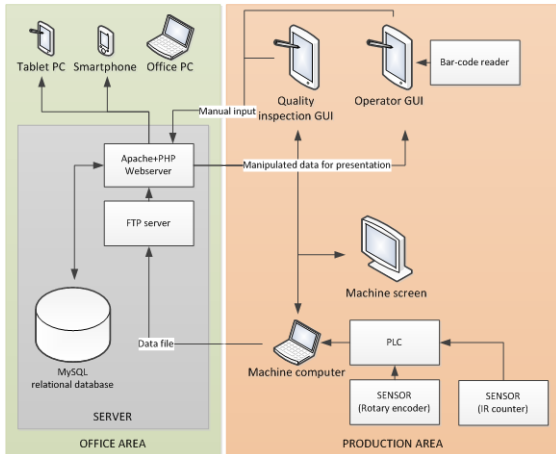 Tablet PC
Smartphone
Office PC
Quality
inspection GUI
Operator GUI
Bar-code reader
Manual input
Apache+PHP
Webserver
Manipulated data for presentation
FTP server
Machine screen
MySQL
relational database
Data file
Machine computer
PLC
SENSOR
(Rotary encoder)
SENSOR
(IR counter)
SERVER
OFFICE AREA
PRODUCTION AREA